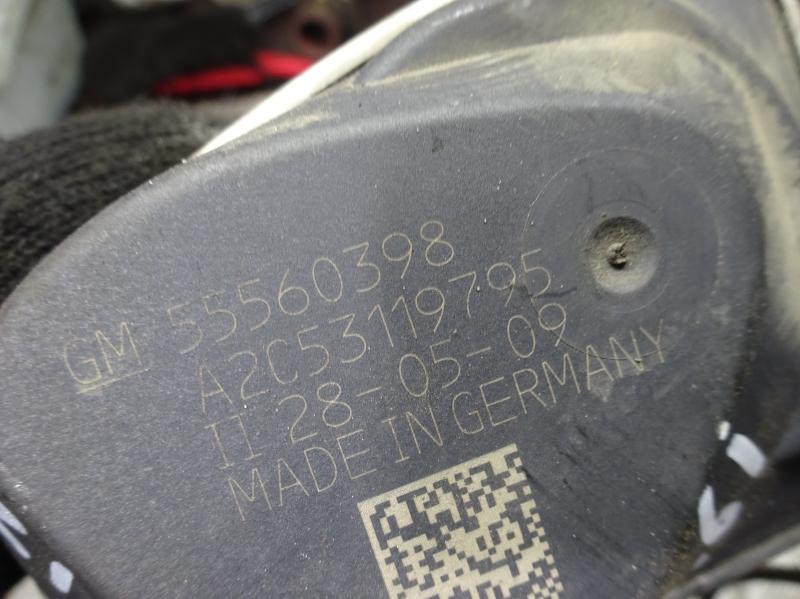 GM 55560398
A2C53119795
II 28-05-09
MADE IN GERMANY